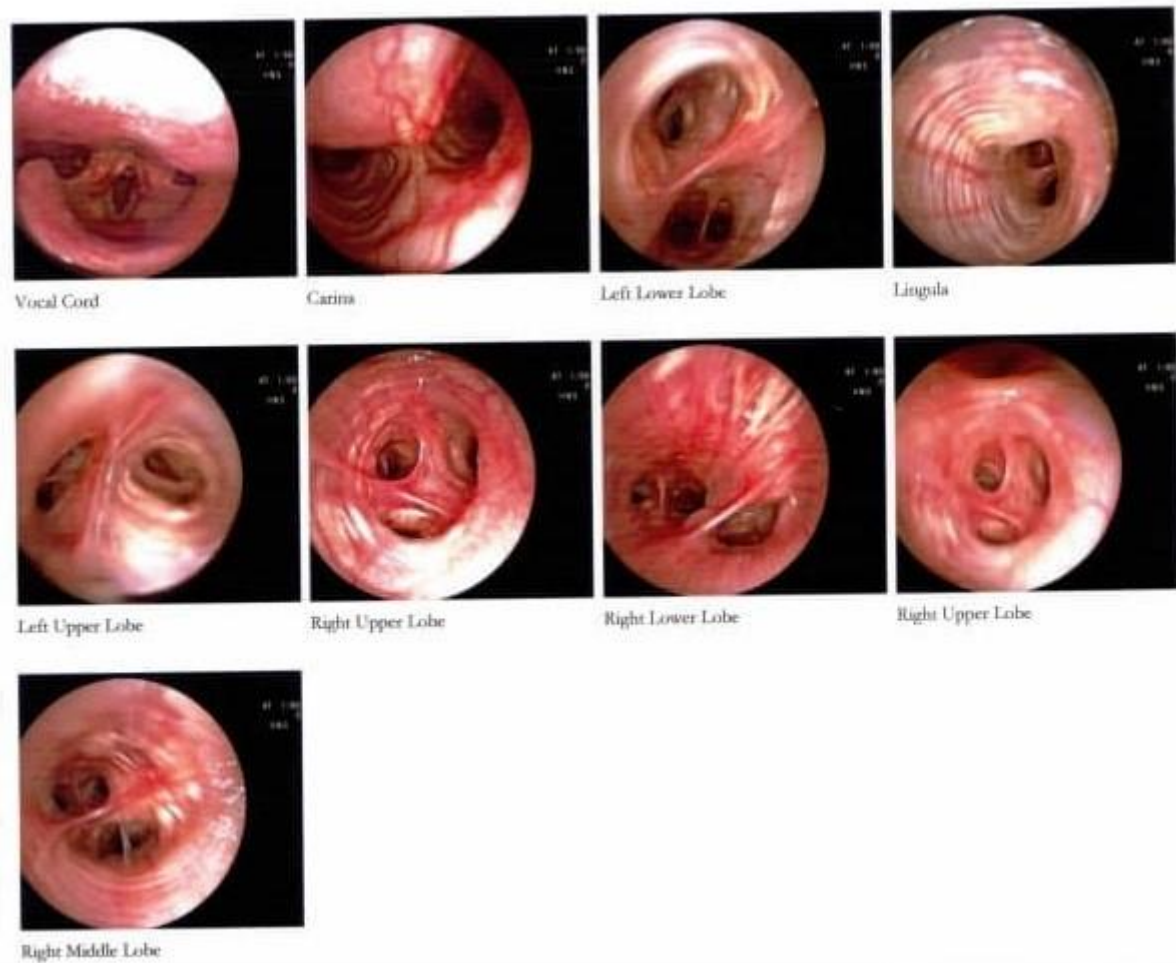 Vocal Cord
Carina
Left Lower Lobe
Lingula
Left Upper Lobe
Right Upper Lobe
Right Lower Lobe
Right Upper Lobe
Right Middle Lobe